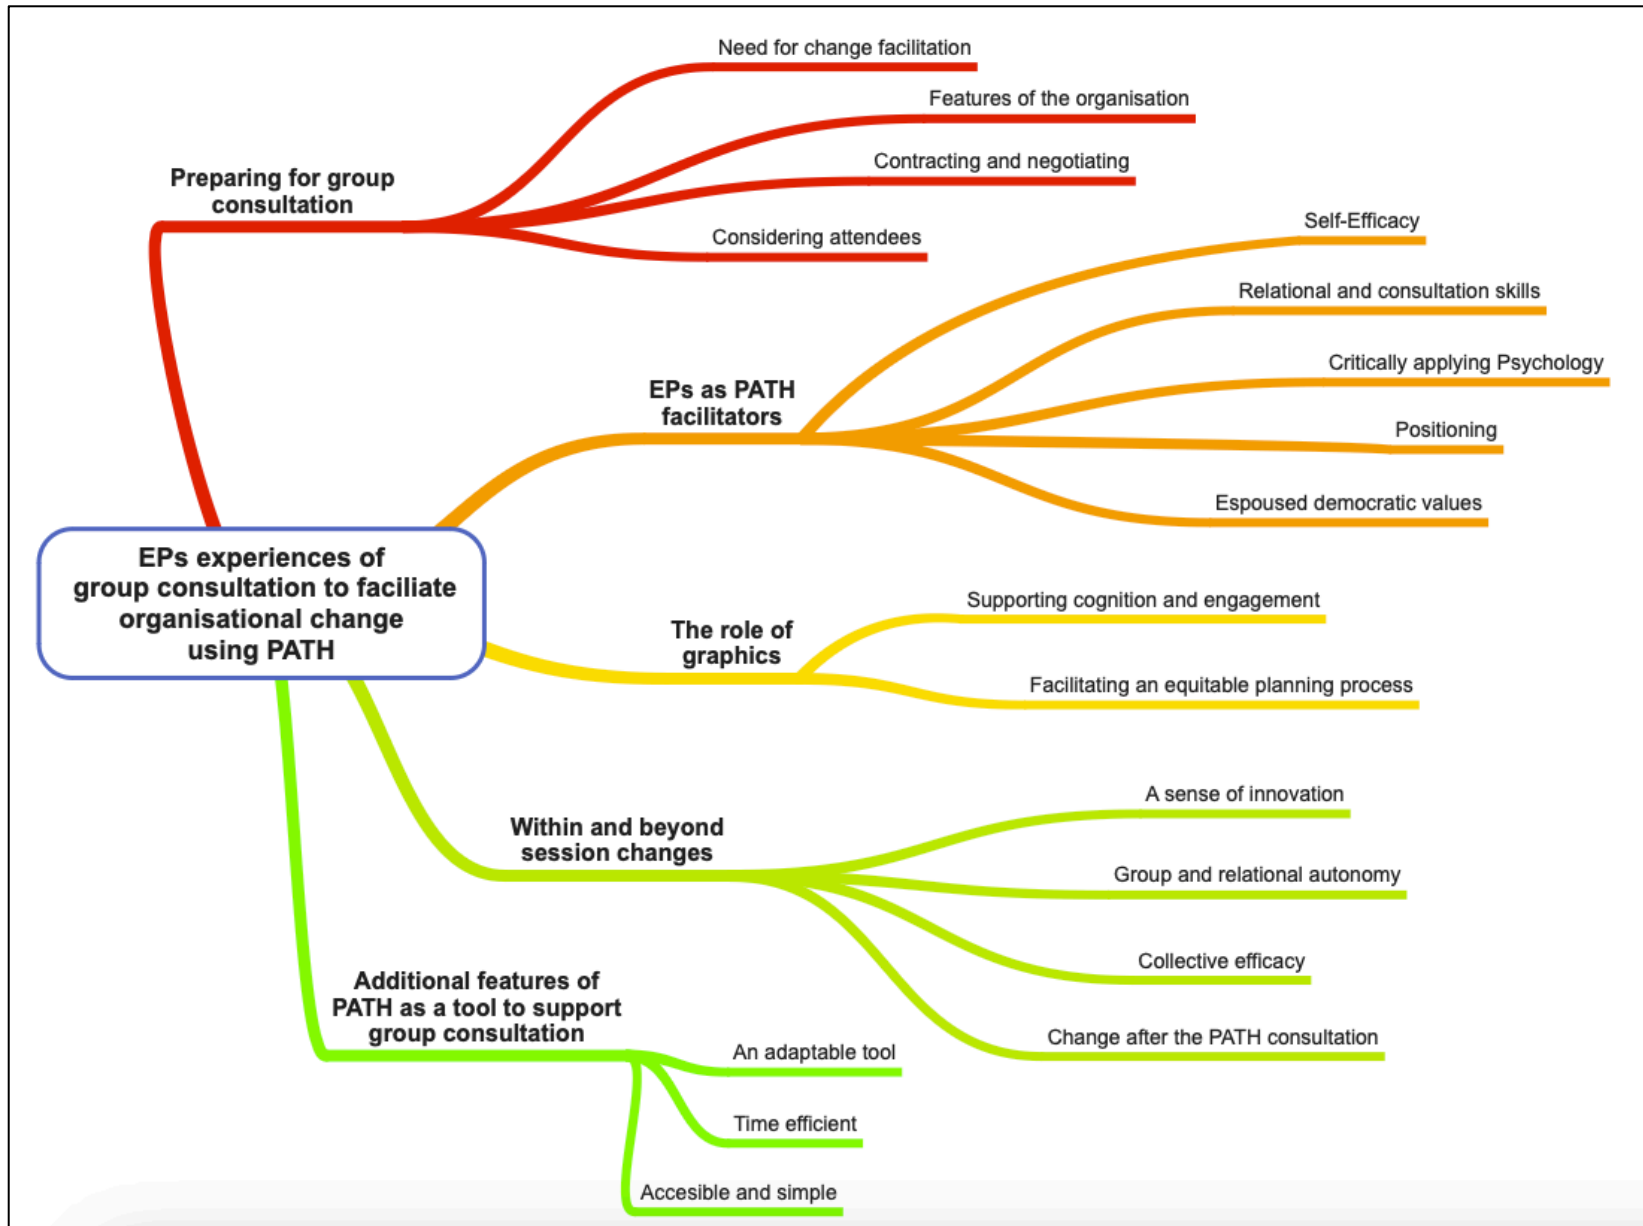 Need for change facilitation
Features of the organisation
Contracting and negotiating
Preparing for group
consultation
Considering attendees
Self-Efficacy
Relational and consultation skills
Critically applying Psychology
EPs as PATH
facilitators
Positioning
Espoused democratic values
EPs experiences of
group consultation to faciliate
organisational change
using PATH
Supporting cognition and engagement
The role of
graphics
Facilitating an equitable planning process
A sense of innovation
Within and beyond
session changes
Group and relational autonomy
Collective efficacy
Change after the PATH consultation
Additional features of
PATH as a tool to support
group consultation
An adaptable tool
Time efficient
Accesible and simple